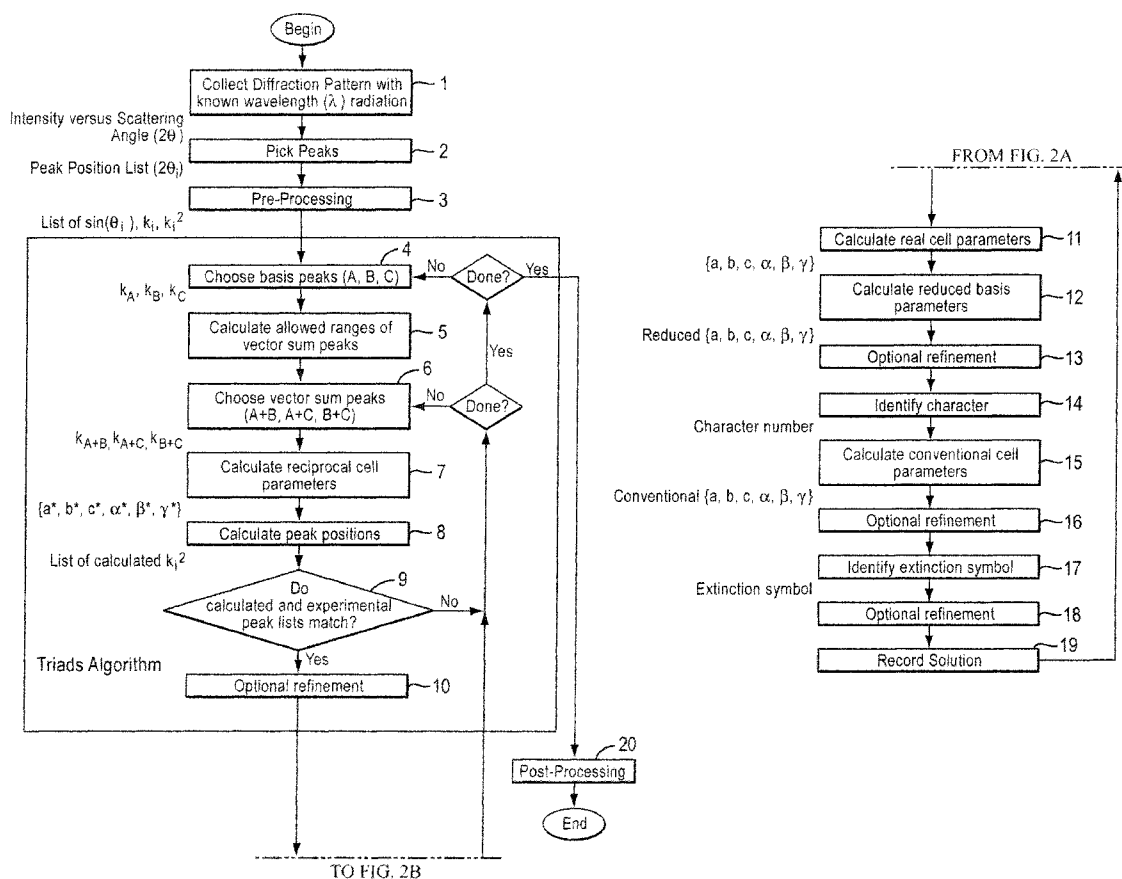 Begin
Collect Diffraction Pattern with
known wavelength (λ) radiation
1
Intensity versus Scattering
Angle (2θ)
Pick Peaks
2
Peak Position List (2θᵢ)
Pre-Processing
3
List of sin(θᵢ), kᵢ, kᵢ²
4
Choose basis peaks (A, B, C)
No
Done?
Yes
k_A, k_B, k_C
Calculate allowed ranges of
vector sum peaks
5
Yes
6
Choose vector sum peaks
(A+B, A+C, B+C)
No
Done?
k_A+B, k_A+C, k_B+C
Calculate reciprocal cell
parameters
7
{a*, b*, c*, α*, β*, γ*}
Calculate peak positions
8
List of calculated kᵢ²
9
Do
calculated and experimental
peak lists match?
No
Yes
Triads Algorithm
Optional refinement
10
20
Post-Processing
End
TO FIG. 2B
FROM FIG. 2A
Calculate real cell parameters
11
{a, b, c, α, β, γ}
Calculate reduced basis
parameters
12
Reduced {a, b, c, α, β, γ}
Optional refinement
13
Identify character
14
Character number
Calculate conventional cell
parameters
15
Conventional {a, b, c, α, β, γ}
Optional refinement
16
Identify extinction symbol
17
Extinction symbol
Optional refinement
18
19
Record Solution